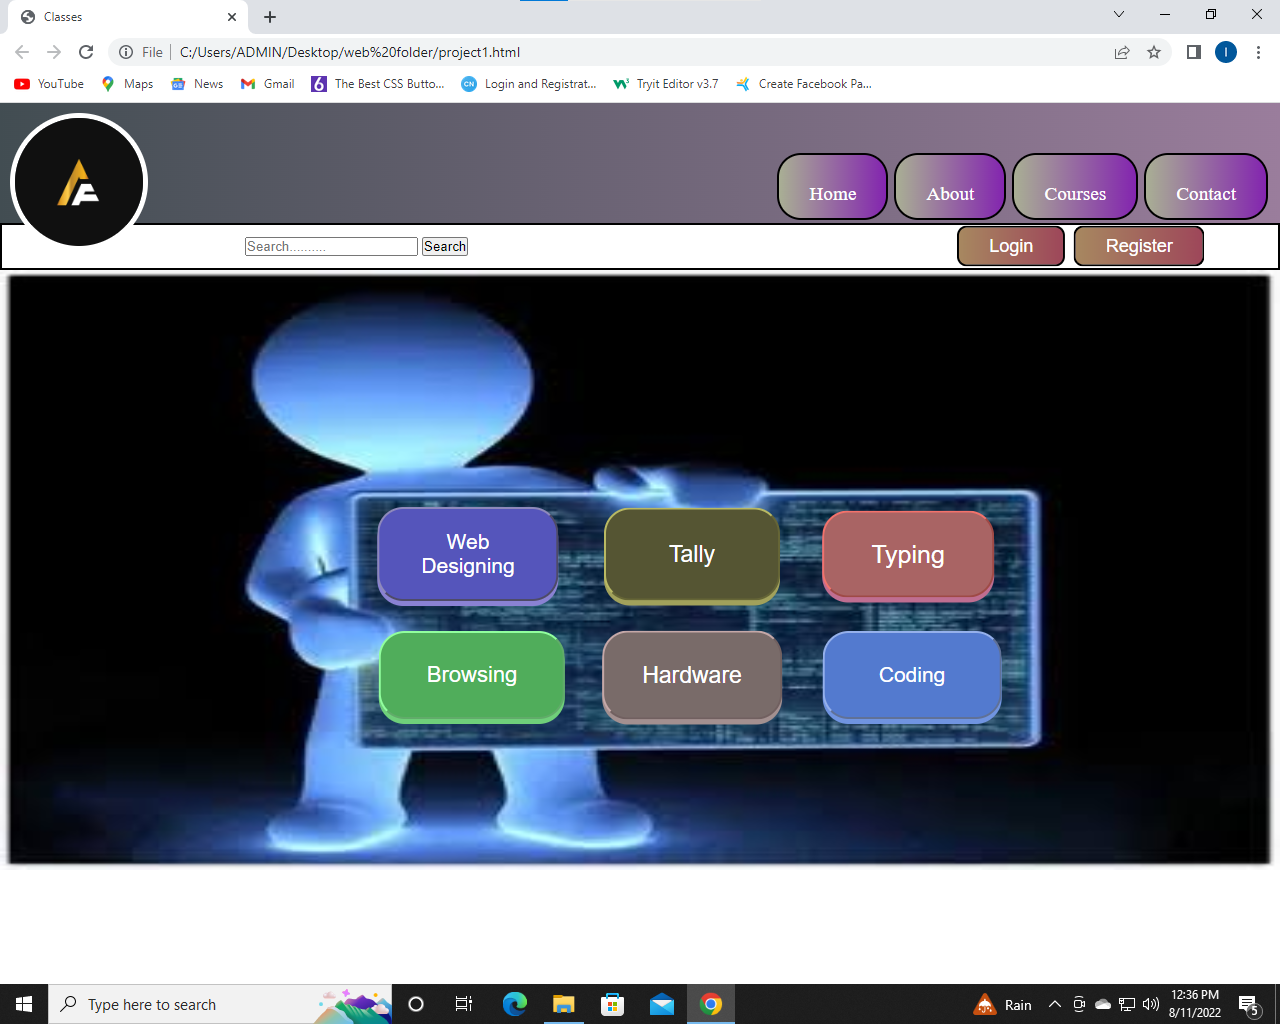 Classes
File
C:/Users/ADMIN/Desktop/web%20folder/project1.html
I
YouTube
Maps
News
Gmail
6
The Best CSS Butto...
CN
Login and Registrat...
Tryit Editor v3.7
Create Facebook Pa...
Home
About
Courses
Contact
Search..........
Search
Login
Register
Web
Designing
Tally
Typing
Browsing
Hardware
Coding
Type here to search
Rain
12:36 PM
8/11/2022
5